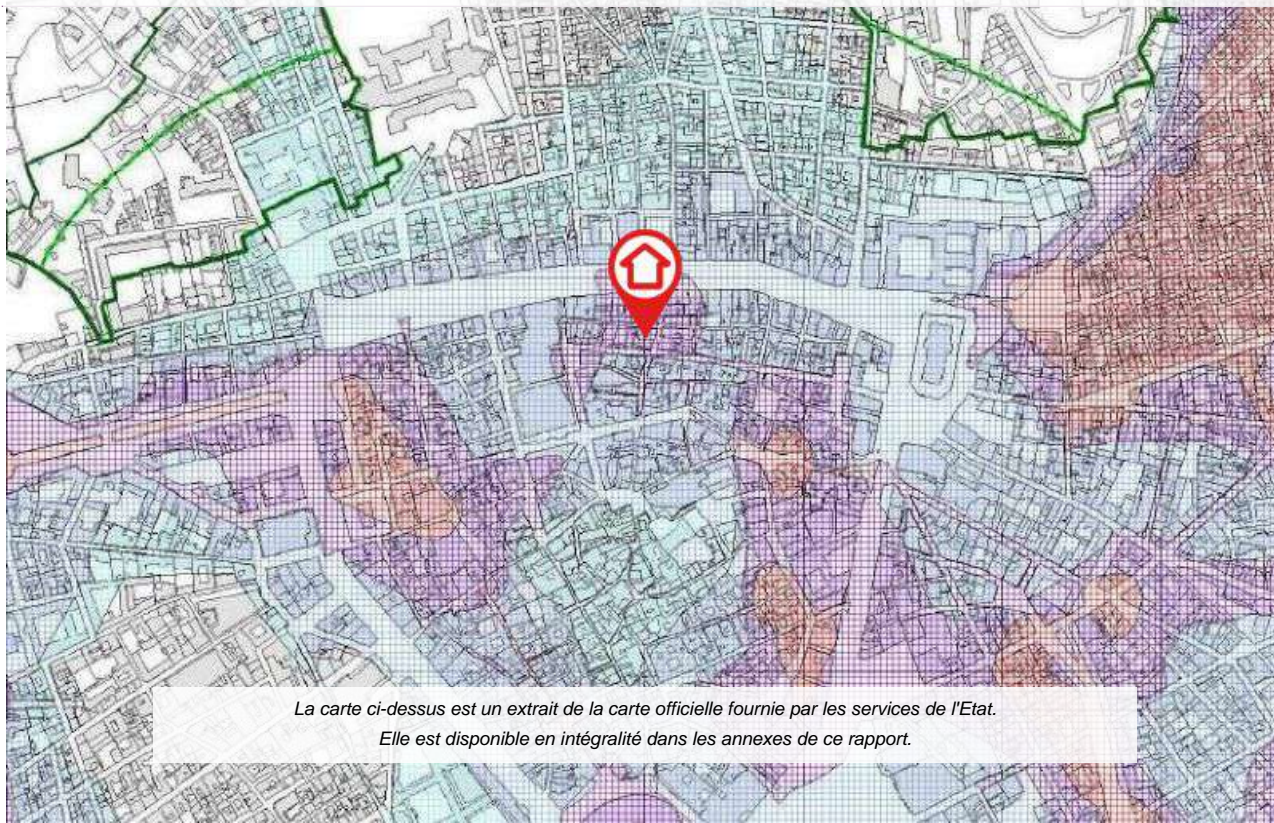 La carte ci-dessus est un extrait de la carte officielle fournie par les services de l'Etat.
Elle est disponible en intégralité dans les annexes de ce rapport.